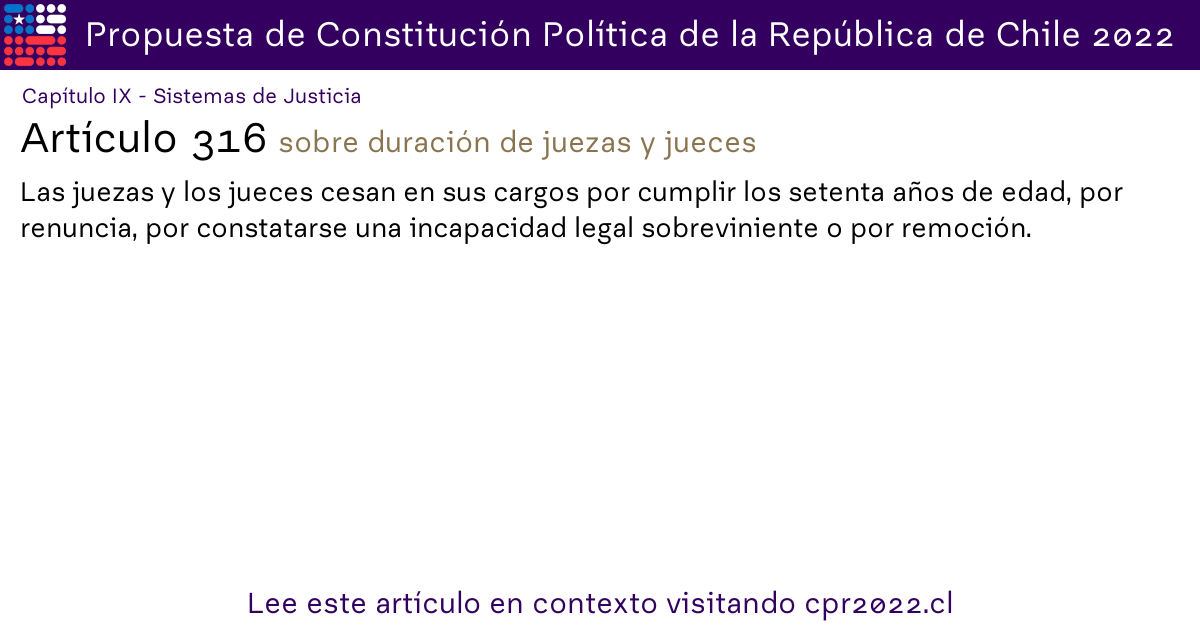 Propuesta de Constitución Política de la República de Chile 2022
Capítulo IX - Sistemas de Justicia
Artículo 316 sobre duración de juezas y jueces
Las juezas y los jueces cesan en sus cargos por cumplir los setenta años de edad, por
renuncia, por constatarse una incapacidad legal sobreviniente o por remoción.
Lee este artículo en contexto visitando cpr2022.cl